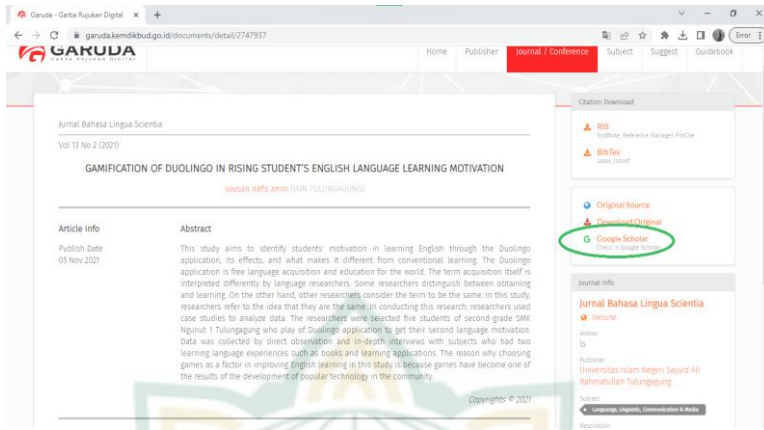 Garuda - Garba Rujukan Digital
garuda.kemdikbud.go.id/documents/detail/2747937
Error
GARUDA
Home Publisher Journal / Conference Subject Suggest Guidebook
Jurnal Bahasa Lingua Scientia
Vol 13 No 2 (2021)
GAMIFICATION OF DUOLINGO IN RISING STUDENT'S ENGLISH LANGUAGE LEARNING MOTIVATION
sausan nafis amin (IAIN TULUNGAGUNG)
Article Info
Publish Date
05 Nov 2021
Abstract
This study aims to identify students' motivation in learning English through the Duolingo
application, its effects, and what makes it different from conventional learning. The Duolingo
application is free language acquisition and education for the world. The term acquisition itself is
interpreted differently by language researchers. Some researchers distinguish between obtaining
and learning. On the other hand, other researchers consider the term to be the same. In this study,
researchers refer to the idea that they are the same. In conducting this research, researchers used
case studies to analyze data. The researchers were selected five students of second-grade SMK
Ngunut 1 Tulungagung who play of Duolingo application to get their second language motivation.
Data was collected by direct observation and in-depth interviews with subjects who had two
learning language experiences such as books and learning applications. The reason why choosing
games as a factor in improving English learning in this study is because games have become one of
the results of the development of popular technology in the community.
Copyrights © 2021
Citation Download
RIS
EndNote, Reference Manager, ProCite
BibTex
Latex, Jabref
Original Source
Download Original
Google Scholar
Check in Google Scholar
Journal Info
Jurnal Bahasa Lingua Scientia
Website
Abbrev
ls
Publisher
Universitas Islam Negeri Sayyid Ali
Rahmatullah Tulungagung
Subject
Languange, Linguistic, Communication & Media
Description